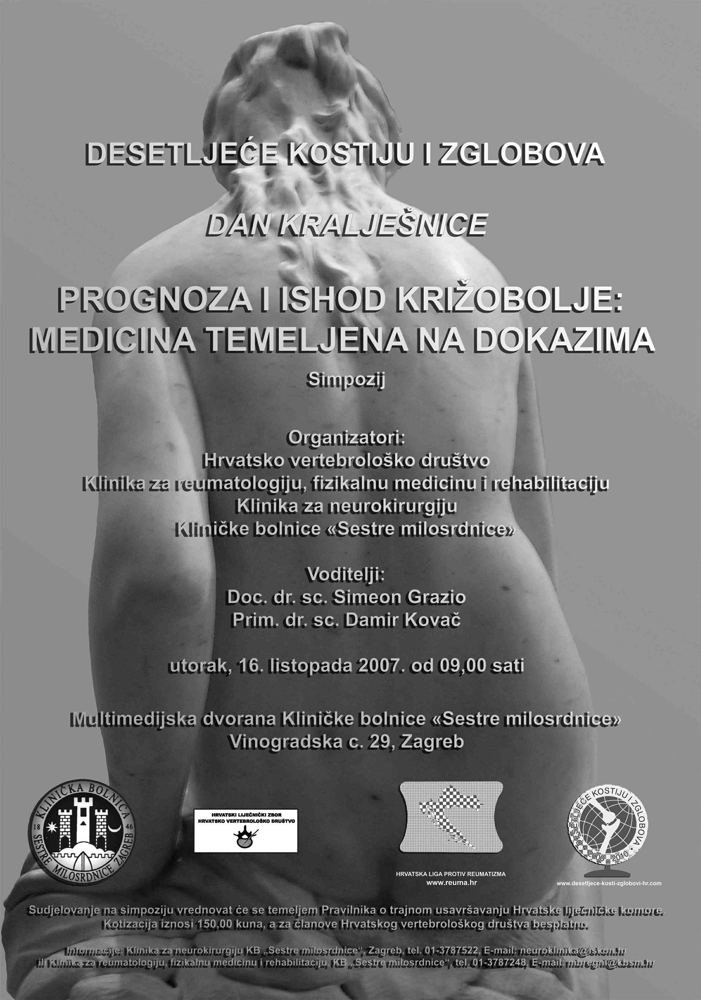 DESETLJEĆE KOSTIJU I ZGLOBOVA
DAN KRALJEŠNICE
PROGNOZA I ISHOD KRIŽOBOLJE:
MEDICINA TEMELJENA NA DOKAZIMA
Simpozij
Organizatori:
Hrvatsko vertebrološko društvo
Klinika za reumatologiju, fizikalnu medicinu i rehabilitaciju
Klinika za neurokirurgiju
Kliničke bolnice «Sestre milosrdnice»
Voditelji:
Doc. dr. sc. Simeon Grazio
Prim. dr. sc. Damir Kovač
utorak, 16. listopada 2007. od 09,00 sati
Multimedijska dvorana Kliničke bolnice «Sestre milosrdnice»
Vinogradska c. 29, Zagreb
KLINIČKA BOLNICA
18 46
SESTRE MILOSRDNICE ZAGREB
HRVATSKI LIJEČNIČKI ZBOR
HRVATSKO VERTEBROLOŠKO DRUŠTVO
HRVATSKA LIGA PROTIV REUMATIZMA
www.reuma.hr
DESETLJEĆE KOSTIJU I ZGLOBOVA
2000 2010
www.desetljece-kosti-zglobovi-hr.com
Sudjelovanje na simpoziju vrednovat će se temeljem Pravilnika o trajnom usavršavanju Hrvatske liječničke komore.
Kotizacija iznosi 150,00 kuna, a za članove Hrvatskog vertebrološkog društva besplatno.
Informacije: Klinika za neurokirurgiju KB „Sestre milosrdnice“, Zagreb, tel. 01-3787522, E-mail: neuroklinika@iskon.hr
ili Klinika za reumatologiju, fizikalnu medicinu i rehabilitaciju, KB „Sestre milosrdnice“, tel. 01-3787248, E-mail: mbregni@kbsm.hr